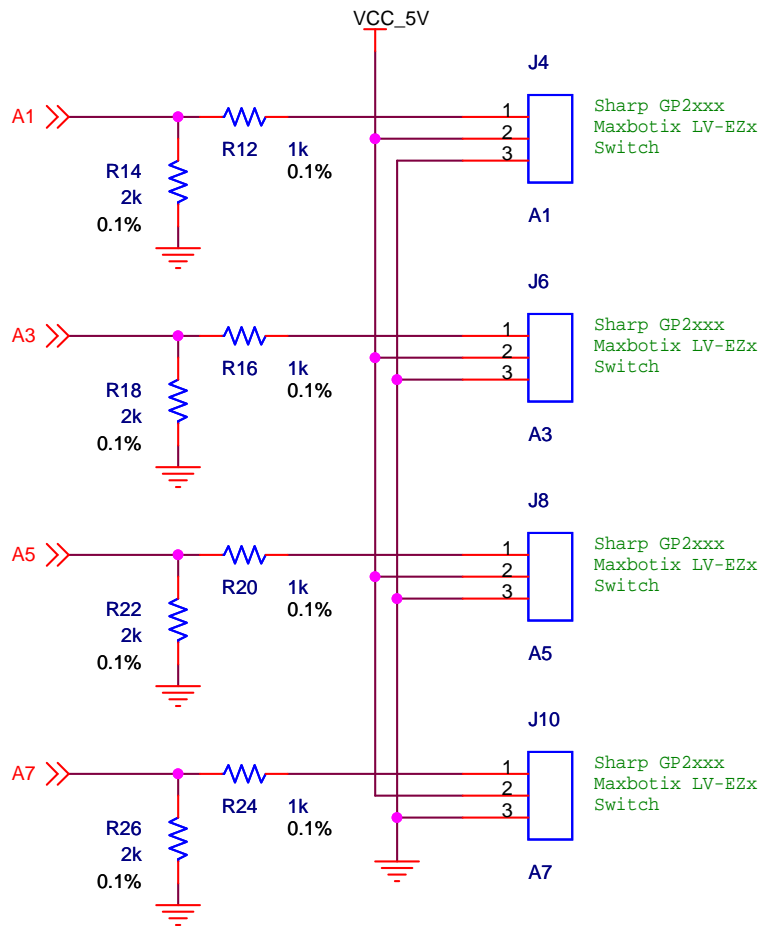 VCC_5V
J4
A1
1
2
3
R12
1k
0.1%
R14
2k
0.1%
Sharp GP2xxx
Maxbotix LV-EZx
Switch
A1
J6
A3
1
2
3
R16
1k
0.1%
R18
2k
0.1%
Sharp GP2xxx
Maxbotix LV-EZx
Switch
A3
J8
A5
1
2
3
R20
1k
0.1%
R22
2k
0.1%
Sharp GP2xxx
Maxbotix LV-EZx
Switch
A5
J10
A7
1
2
3
R24
1k
0.1%
R26
2k
0.1%
Sharp GP2xxx
Maxbotix LV-EZx
Switch
A7